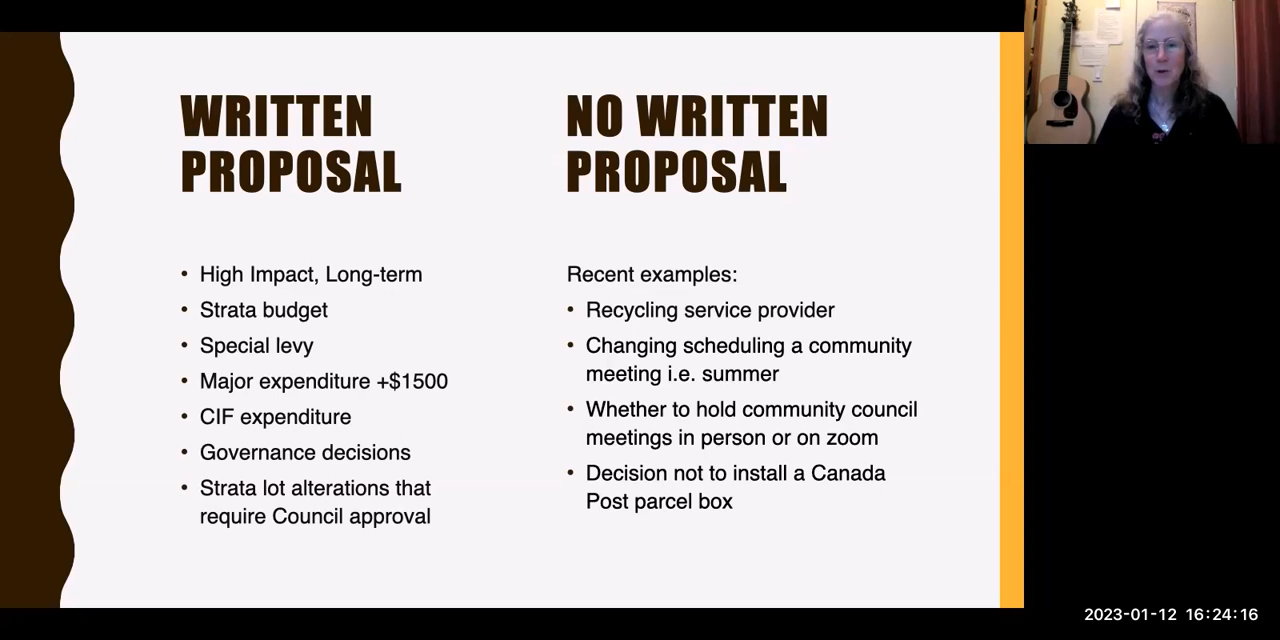 WRITTEN
PROPOSAL
• High Impact, Long-term
• Strata budget
• Special levy
• Major expenditure +$1500
• CIF expenditure
• Governance decisions
• Strata lot alterations that
require Council approval
NO WRITTEN
PROPOSAL
Recent examples:
• Recycling service provider
• Changing scheduling a community
meeting i.e. summer
• Whether to hold community council
meetings in person or on zoom
• Decision not to install a Canada
Post parcel box
2023-01-12 16:24:16